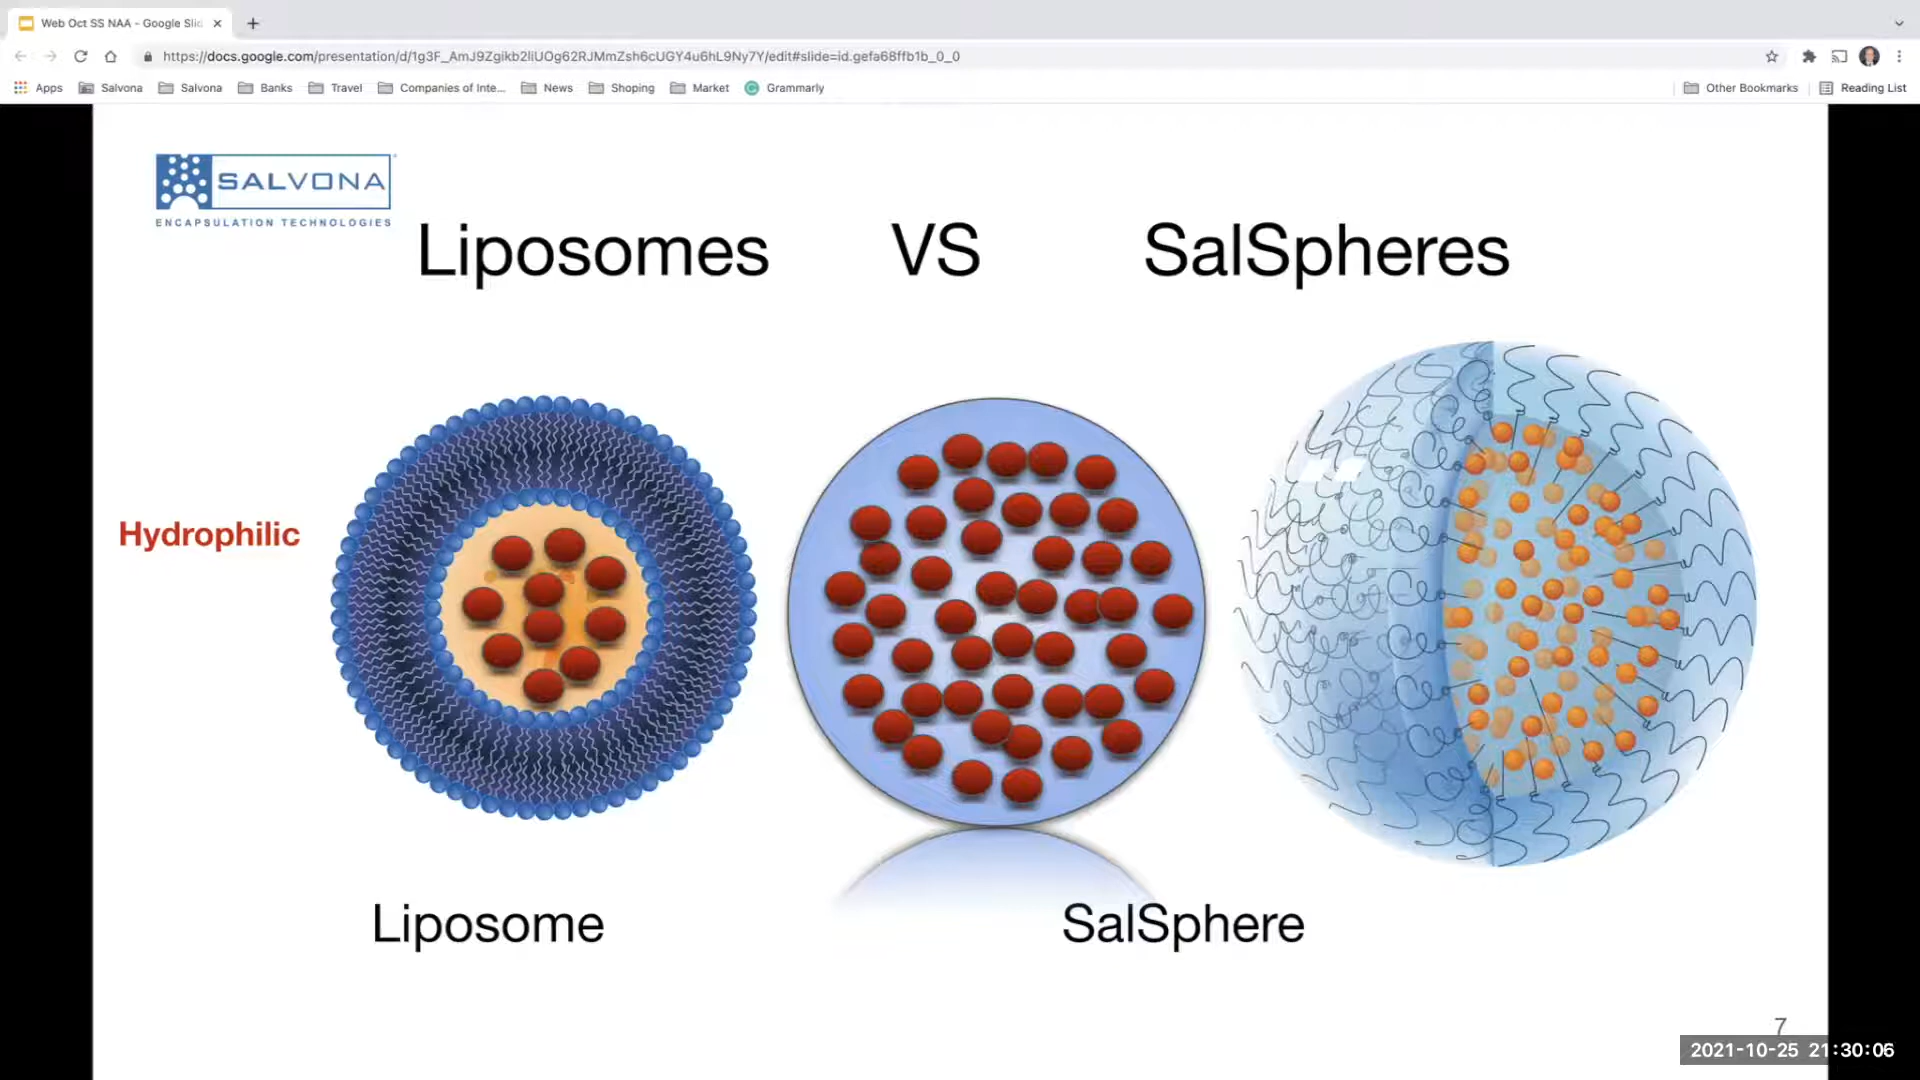 Web Oct SS NAA - Google Slid
https://docs.google.com/presentation/d/1g3F_AmJ9Zgikb2liUOg62RJMmZsh6cUGY4u6hL9Ny7Y/edit#slide=id.gefa68ffb1b_0_0
Apps Salvona Salvona Banks Travel Companies of Inte... News Shoping Market Grammarly Other Bookmarks Reading List
SALVONA
ENCAPSULATION TECHNOLOGIES
Liposomes VS SalSpheres
Hydrophilic
Liposome SalSphere
7
2021-10-25 21:30:06